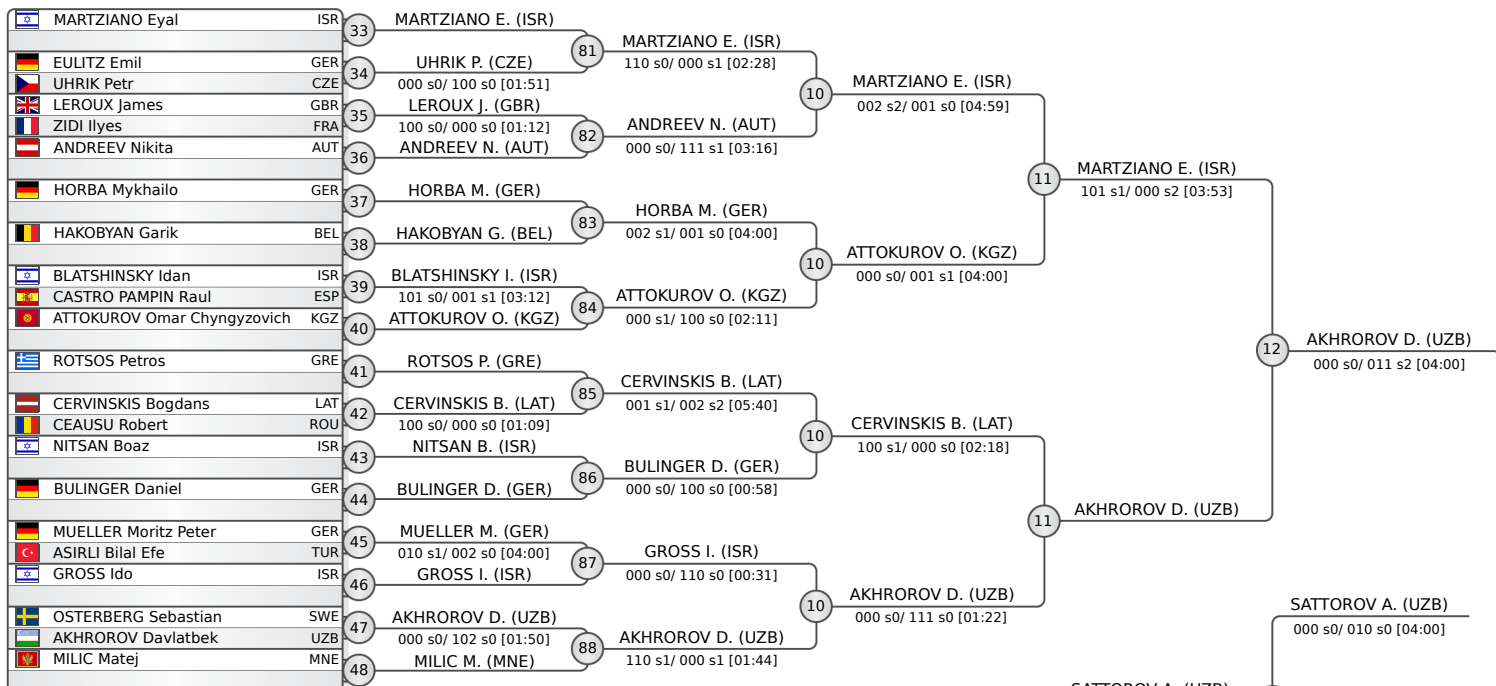 MARTZIANO Eyal ISR
EULITZ Emil GER
UHRIK Petr CZE
LEROUX James GBR
ZIDI Ilyes FRA
ANDREEV Nikita AUT
HORBA Mykhailo GER
HAKOBYAN Garik BEL
BLATSHINSKY Idan ISR
CASTRO PAMPIN Raul ESP
ATTOKUROV Omar Chyngyzovich KGZ
ROTSOS Petros GRE
CERVINSKIS Bogdans LAT
CEAUSU Robert ROU
NITSAN Boaz ISR
BULINGER Daniel GER
MUELLER Moritz Peter GER
ASIRLI Bilal Efe TUR
GROSS Ido ISR
OSTERBERG Sebastian SWE
AKHROROV Davlatbek UZB
MILIC Matej MNE
33
34
35
36
37
38
39
40
41
42
43
44
45
46
47
48
MARTZIANO E. (ISR)
UHRIK P. (CZE)
000 s0/ 100 s0 [01:51]
LEROUX J. (GBR)
100 s0/ 000 s0 [01:12]
ANDREEV N. (AUT)
HORBA M. (GER)
HAKOBYAN G. (BEL)
BLATSHINSKY I. (ISR)
101 s0/ 001 s1 [03:12]
ATTOKUROV O. (KGZ)
ROTSOS P. (GRE)
CERVINSKIS B. (LAT)
100 s0/ 000 s0 [01:09]
NITSAN B. (ISR)
BULINGER D. (GER)
MUELLER M. (GER)
010 s1/ 002 s0 [04:00]
GROSS I. (ISR)
AKHROROV D. (UZB)
000 s0/ 102 s0 [01:50]
MILIC M. (MNE)
81
82
83
84
85
86
87
88
MARTZIANO E. (ISR)
110 s0/ 000 s1 [02:28]
ANDREEV N. (AUT)
000 s0/ 111 s1 [03:16]
HORBA M. (GER)
002 s1/ 001 s0 [04:00]
ATTOKUROV O. (KGZ)
000 s1/ 100 s0 [02:11]
CERVINSKIS B. (LAT)
001 s1/ 002 s2 [05:40]
BULINGER D. (GER)
000 s0/ 100 s0 [00:58]
GROSS I. (ISR)
000 s0/ 110 s0 [00:31]
AKHROROV D. (UZB)
110 s1/ 000 s1 [01:44]
10
10
10
10
MARTZIANO E. (ISR)
002 s2/ 001 s0 [04:59]
ATTOKUROV O. (KGZ)
000 s0/ 001 s1 [04:00]
CERVINSKIS B. (LAT)
100 s1/ 000 s0 [02:18]
AKHROROV D. (UZB)
000 s0/ 111 s0 [01:22]
11
11
MARTZIANO E. (ISR)
101 s1/ 000 s2 [03:53]
AKHROROV D. (UZB)
12
AKHROROV D. (UZB)
000 s0/ 011 s2 [04:00]
SATTOROV A. (UZB)
000 s0/ 010 s0 [04:00]